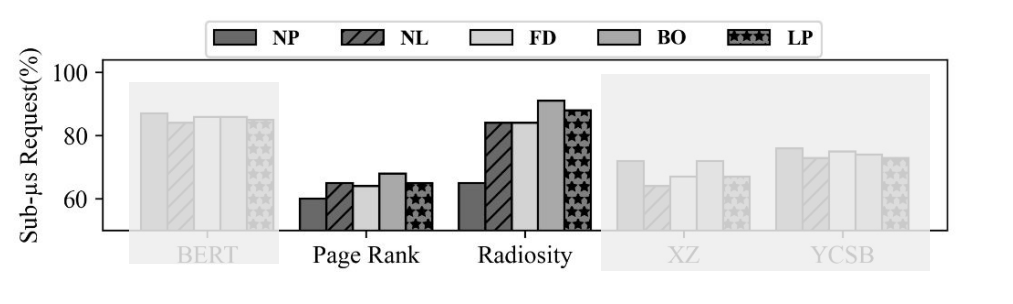 NP NL FD BO LP
Sub-μs Request(%)
100
80
60
BERT Page Rank Radiosity XZ YCSB